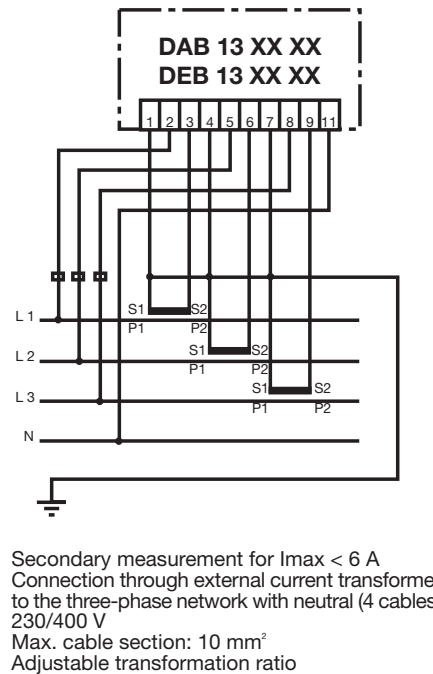 DAB 13 XX XX
DEB 13 XX XX
1 2 3 4 5 6 7 8 9 11
S1 S2
L 1
P1 P2
S1 S2
L 2
P1 P2
S1 S2
L 3
P1 P2
N
Secondary measurement for Imax < 6 A
Connection through external current transforme
to the three-phase network with neutral (4 cables
230/400 V
Max. cable section: 10 mm²
Adjustable transformation ratio